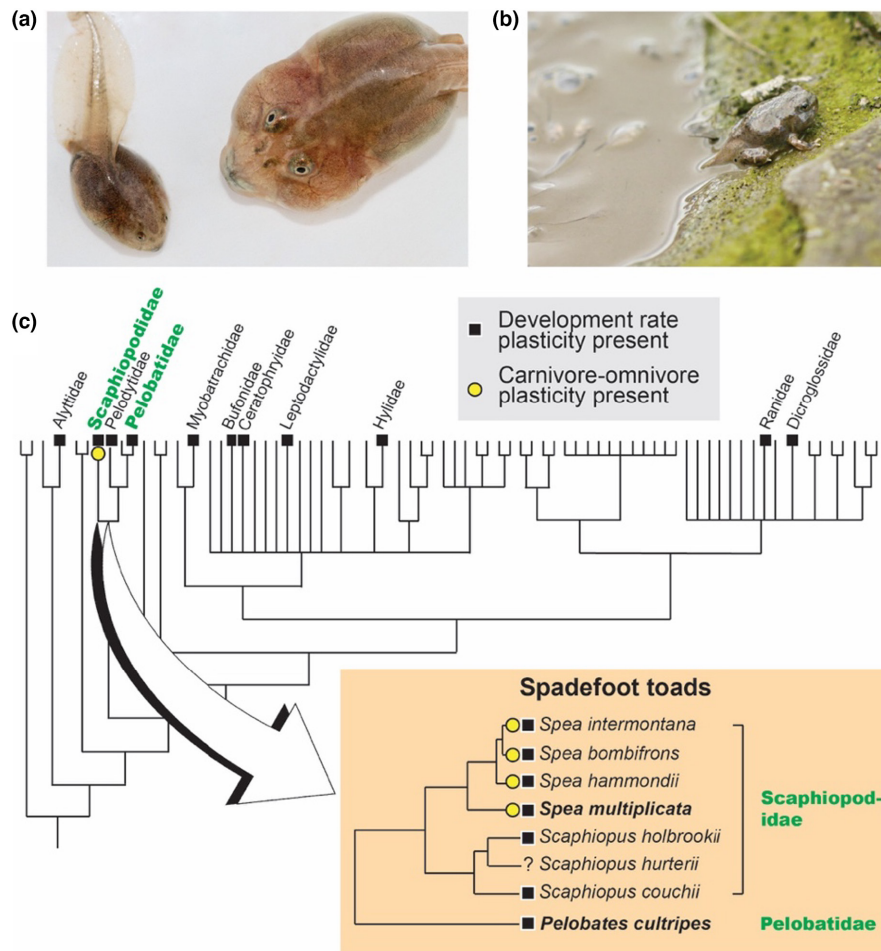 (a)
(b)
(c)
Alyttidae
Scaphiopodidae
Pelodytidae
Pelobatidae
Myobatrachidae
Bufonidae
Ceratophryidae
Leptodactylidae
Hylidae
Ranidae
Dicroglossidae
Development rate
plasticity present
Carnivore-omnivore
plasticity present
Spadefoot toads
Spea intermontana
Spea bombifrons
Spea hammondii
Spea multiplicata
Scaphiopus holbrookii
? Scaphiopus hurterii
Scaphiopus couchii
Pelobates cultripes
Scaphiopod-
idae
Pelobatidae